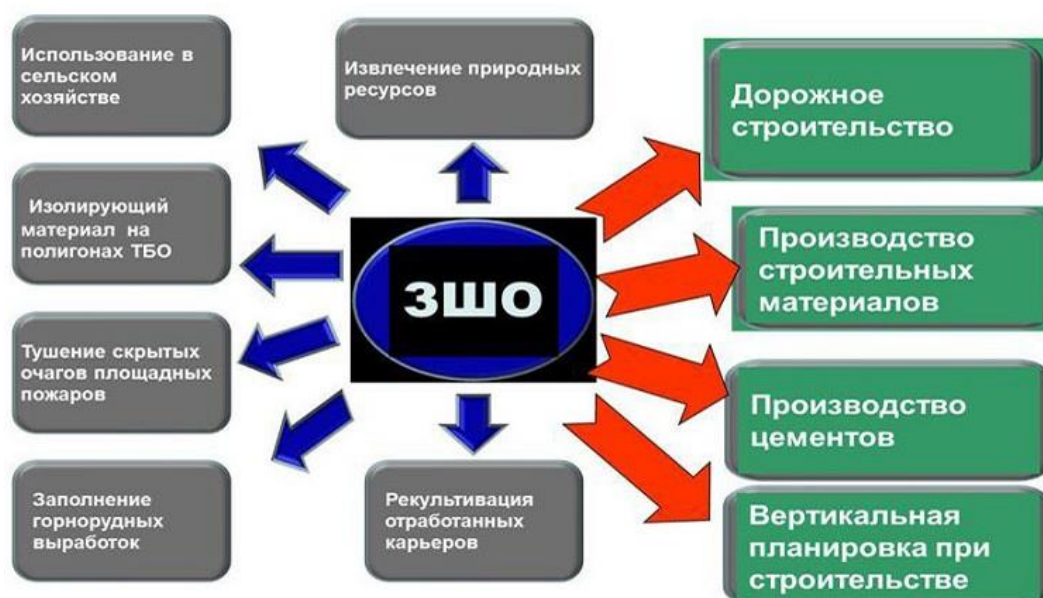 Использование в
сельском
хозяйстве
Извлечение природных
ресурсов
Дорожное
строительство
Изолирующий
материал на
полигонах ТБО
ЗШО
Производство
строительных
материалов
Тушение скрытых
очагов площадных
пожаров
Производство
цементов
Заполнение
горнорудных
выработок
Рекультивация
отработанных
карьеров
Вертикальная
планировка при
строительстве